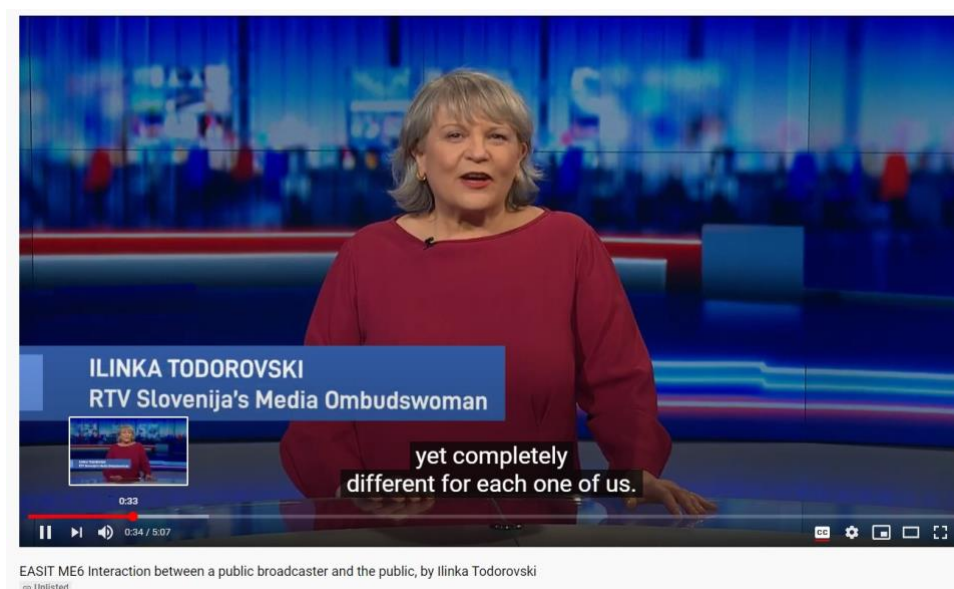 ILINKA TODOROVSKI
RTV Slovenija's Media Ombudswoman
yet completely
different for each one of us.
0:33
0:34 / 5:07
CC
EASIT ME6 Interaction between a public broadcaster and the public, by Ilinka Todorovski
Unlisted